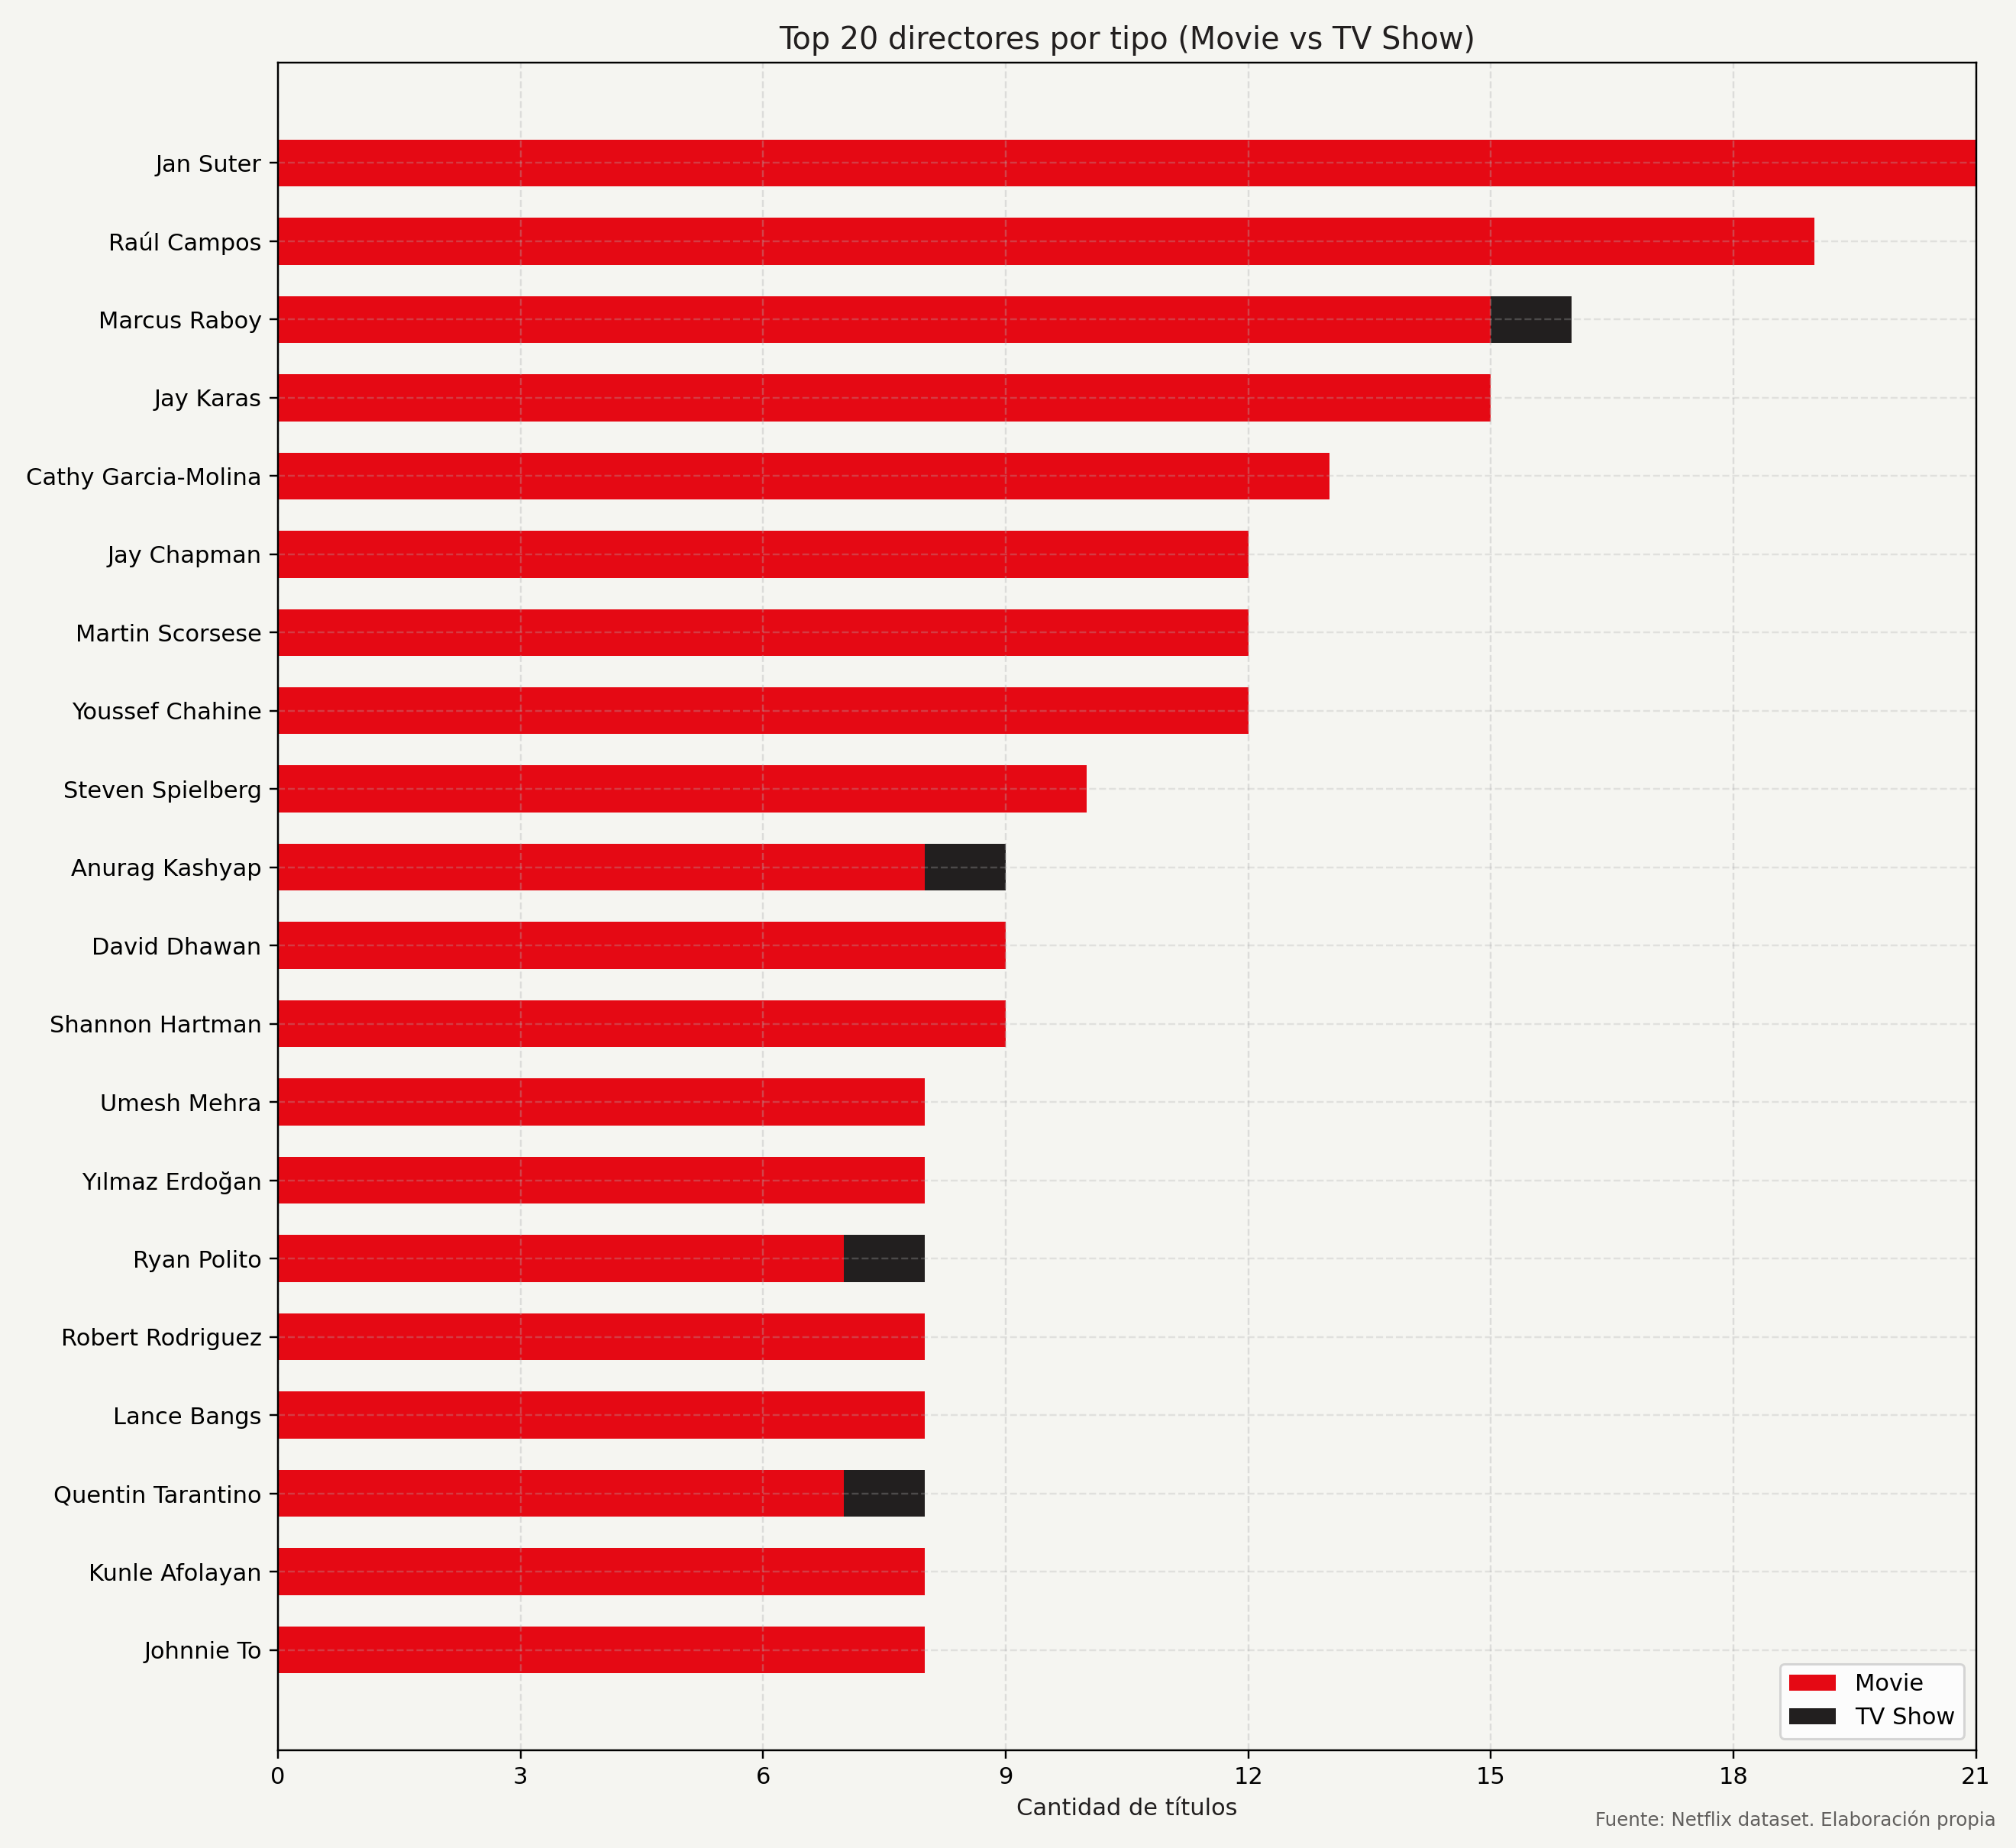 Top 20 directores por tipo (Movie vs TV Show)
Jan Suter
Raúl Campos
Marcus Raboy
Jay Karas
Cathy Garcia-Molina
Jay Chapman
Martin Scorsese
Youssef Chahine
Steven Spielberg
Anurag Kashyap
David Dhawan
Shannon Hartman
Umesh Mehra
Yılmaz Erdoğan
Ryan Polito
Robert Rodriguez
Lance Bangs
Quentin Tarantino
Kunle Afolayan
Johnnie To
Movie
TV Show
0 3 6 9 12 15 18 21
Cantidad de títulos
Fuente: Netflix dataset. Elaboración propia